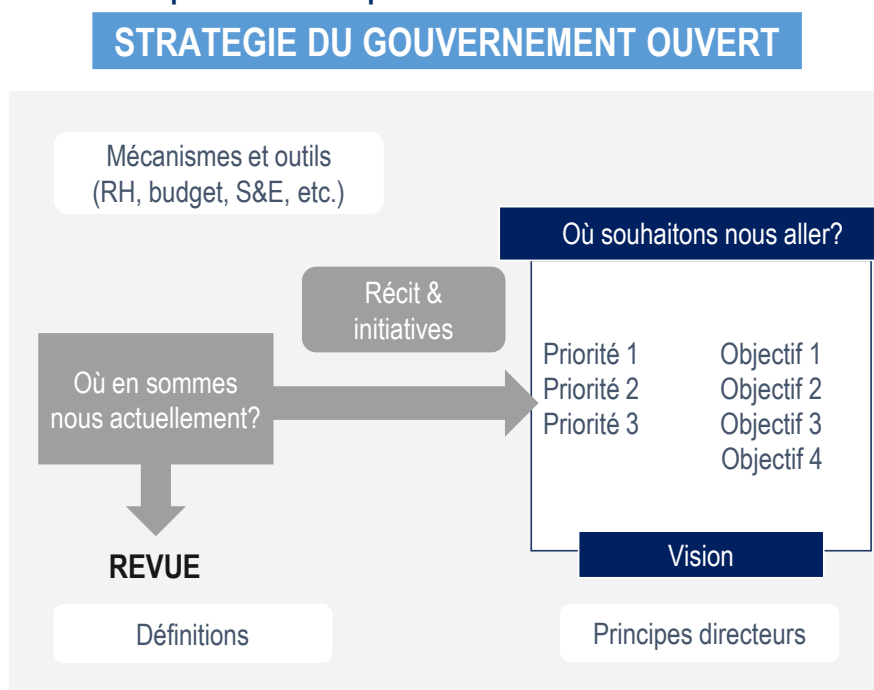 STRATEGIE DU GOUVERNEMENT OUVERT
Mécanismes et outils
(RH, budget, S&E, etc.)
Où souhaitons nous aller?
Récit &
initiatives
Où en sommes
nous actuellement?
Priorité 1
Priorité 2
Priorité 3
Objectif 1
Objectif 2
Objectif 3
Objectif 4
Vision
REVUE
Définitions
Principes directeurs